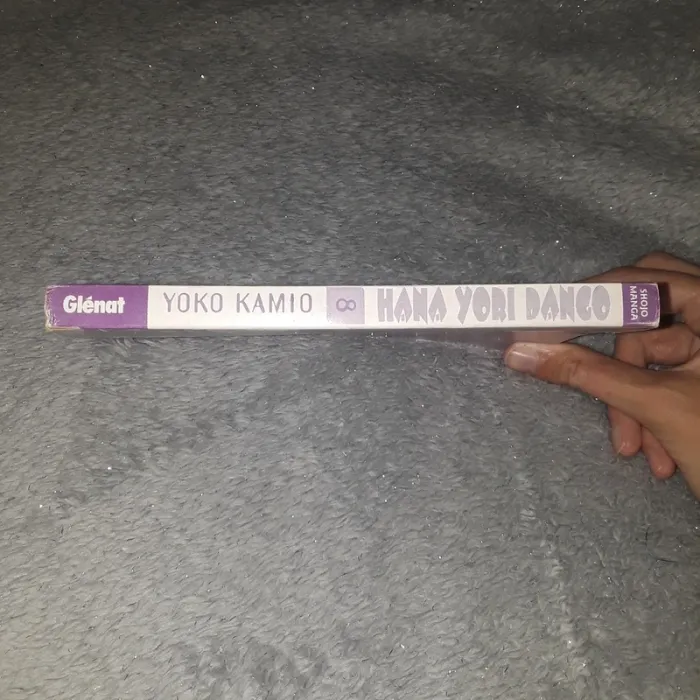 Glénat
YOKO KAMIO
8
HANA YORI DANGO
SHOJO
MANGA